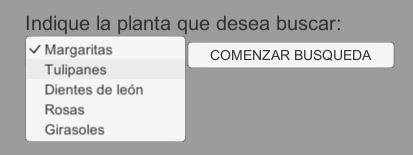 Indique la planta que desea buscar:
✓ Margaritas
COMENZAR BUSQUEDA
Tulipanes
Dientes de león
Rosas
Girasoles